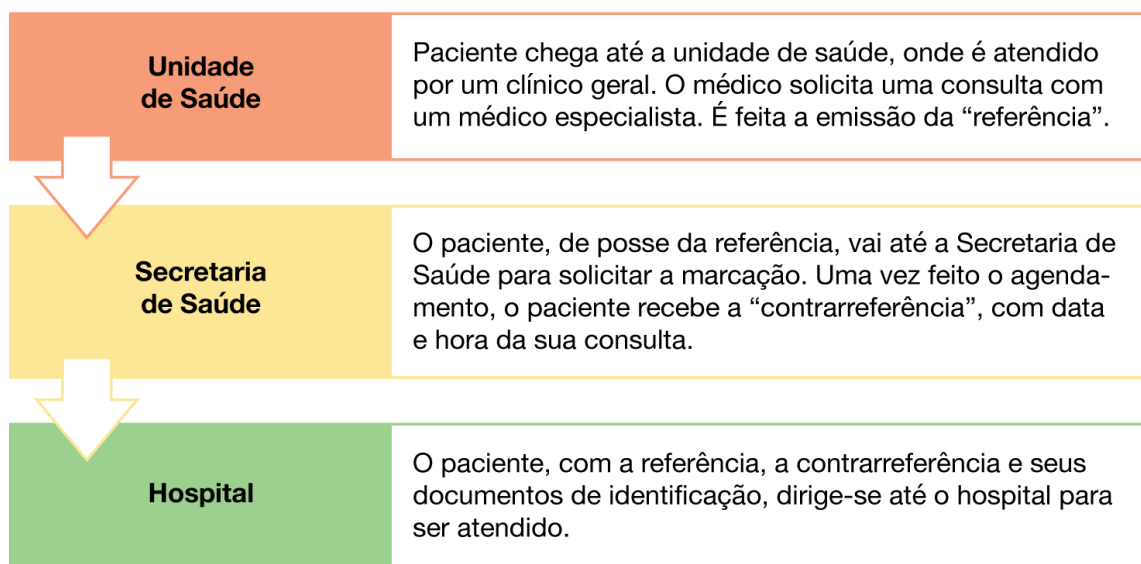 Unidade
de Saúde
Paciente chega até a unidade de saúde, onde é atendido
por um clínico geral. O médico solicita uma consulta com
um médico especialista. É feita a emissão da “referência”.
Secretaria
de Saúde
O paciente, de posse da referência, vai até a Secretaria de
Saúde para solicitar a marcação. Uma vez feito o agenda-
mento, o paciente recebe a “contrarreferência”, com data
e hora da sua consulta.
Hospital
O paciente, com a referência, a contrarreferência e seus
documentos de identificação, dirige-se até o hospital para
ser atendido.